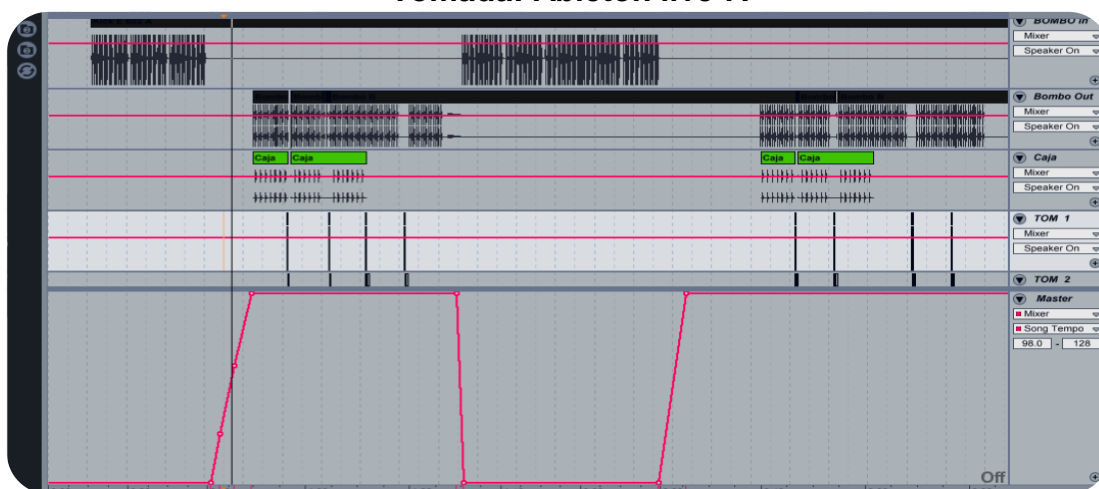 BOMBO In
Mixer
Speaker On
Bombo Out
Mixer
Speaker On
Caja Caja Caja Caja
Caja
Mixer
Speaker On
TOM 1
Mixer
Speaker On
TOM 2
Master
Mixer
Song Tempo
98.0 - 128
Off